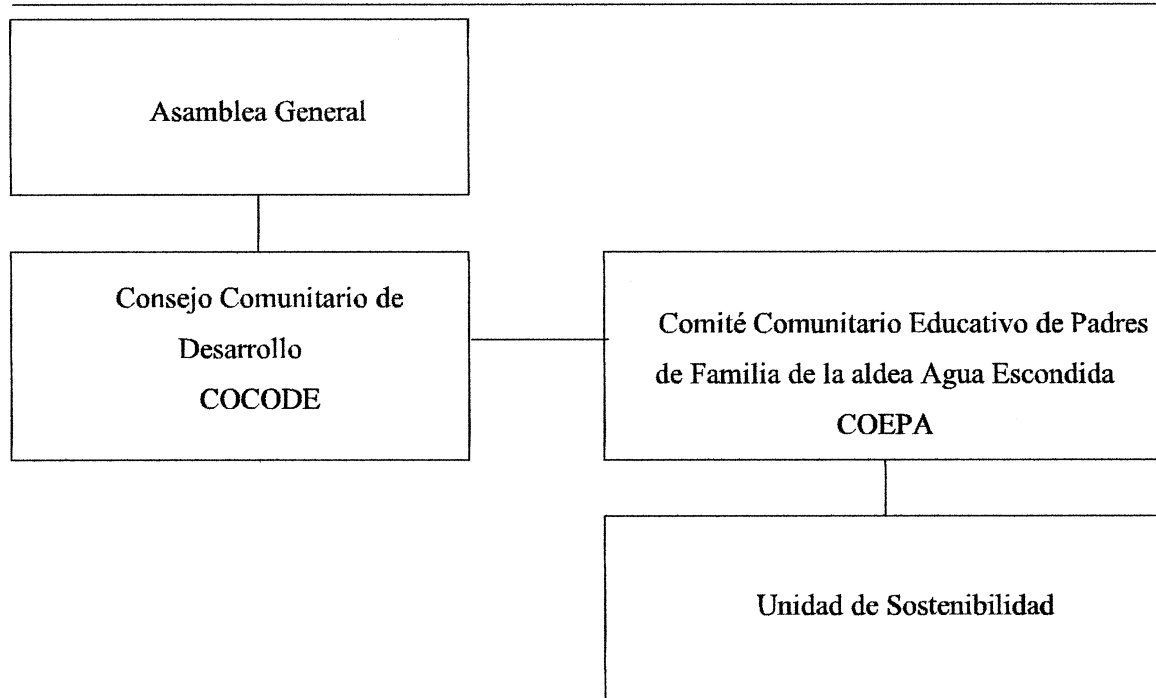 Asamblea General
Consejo Comunitario de
Desarrollo
COCODE
Comité Comunitario Educativo de Padres
de Familia de la aldea Agua Escondida
COEPA
Unidad de Sostenibilidad